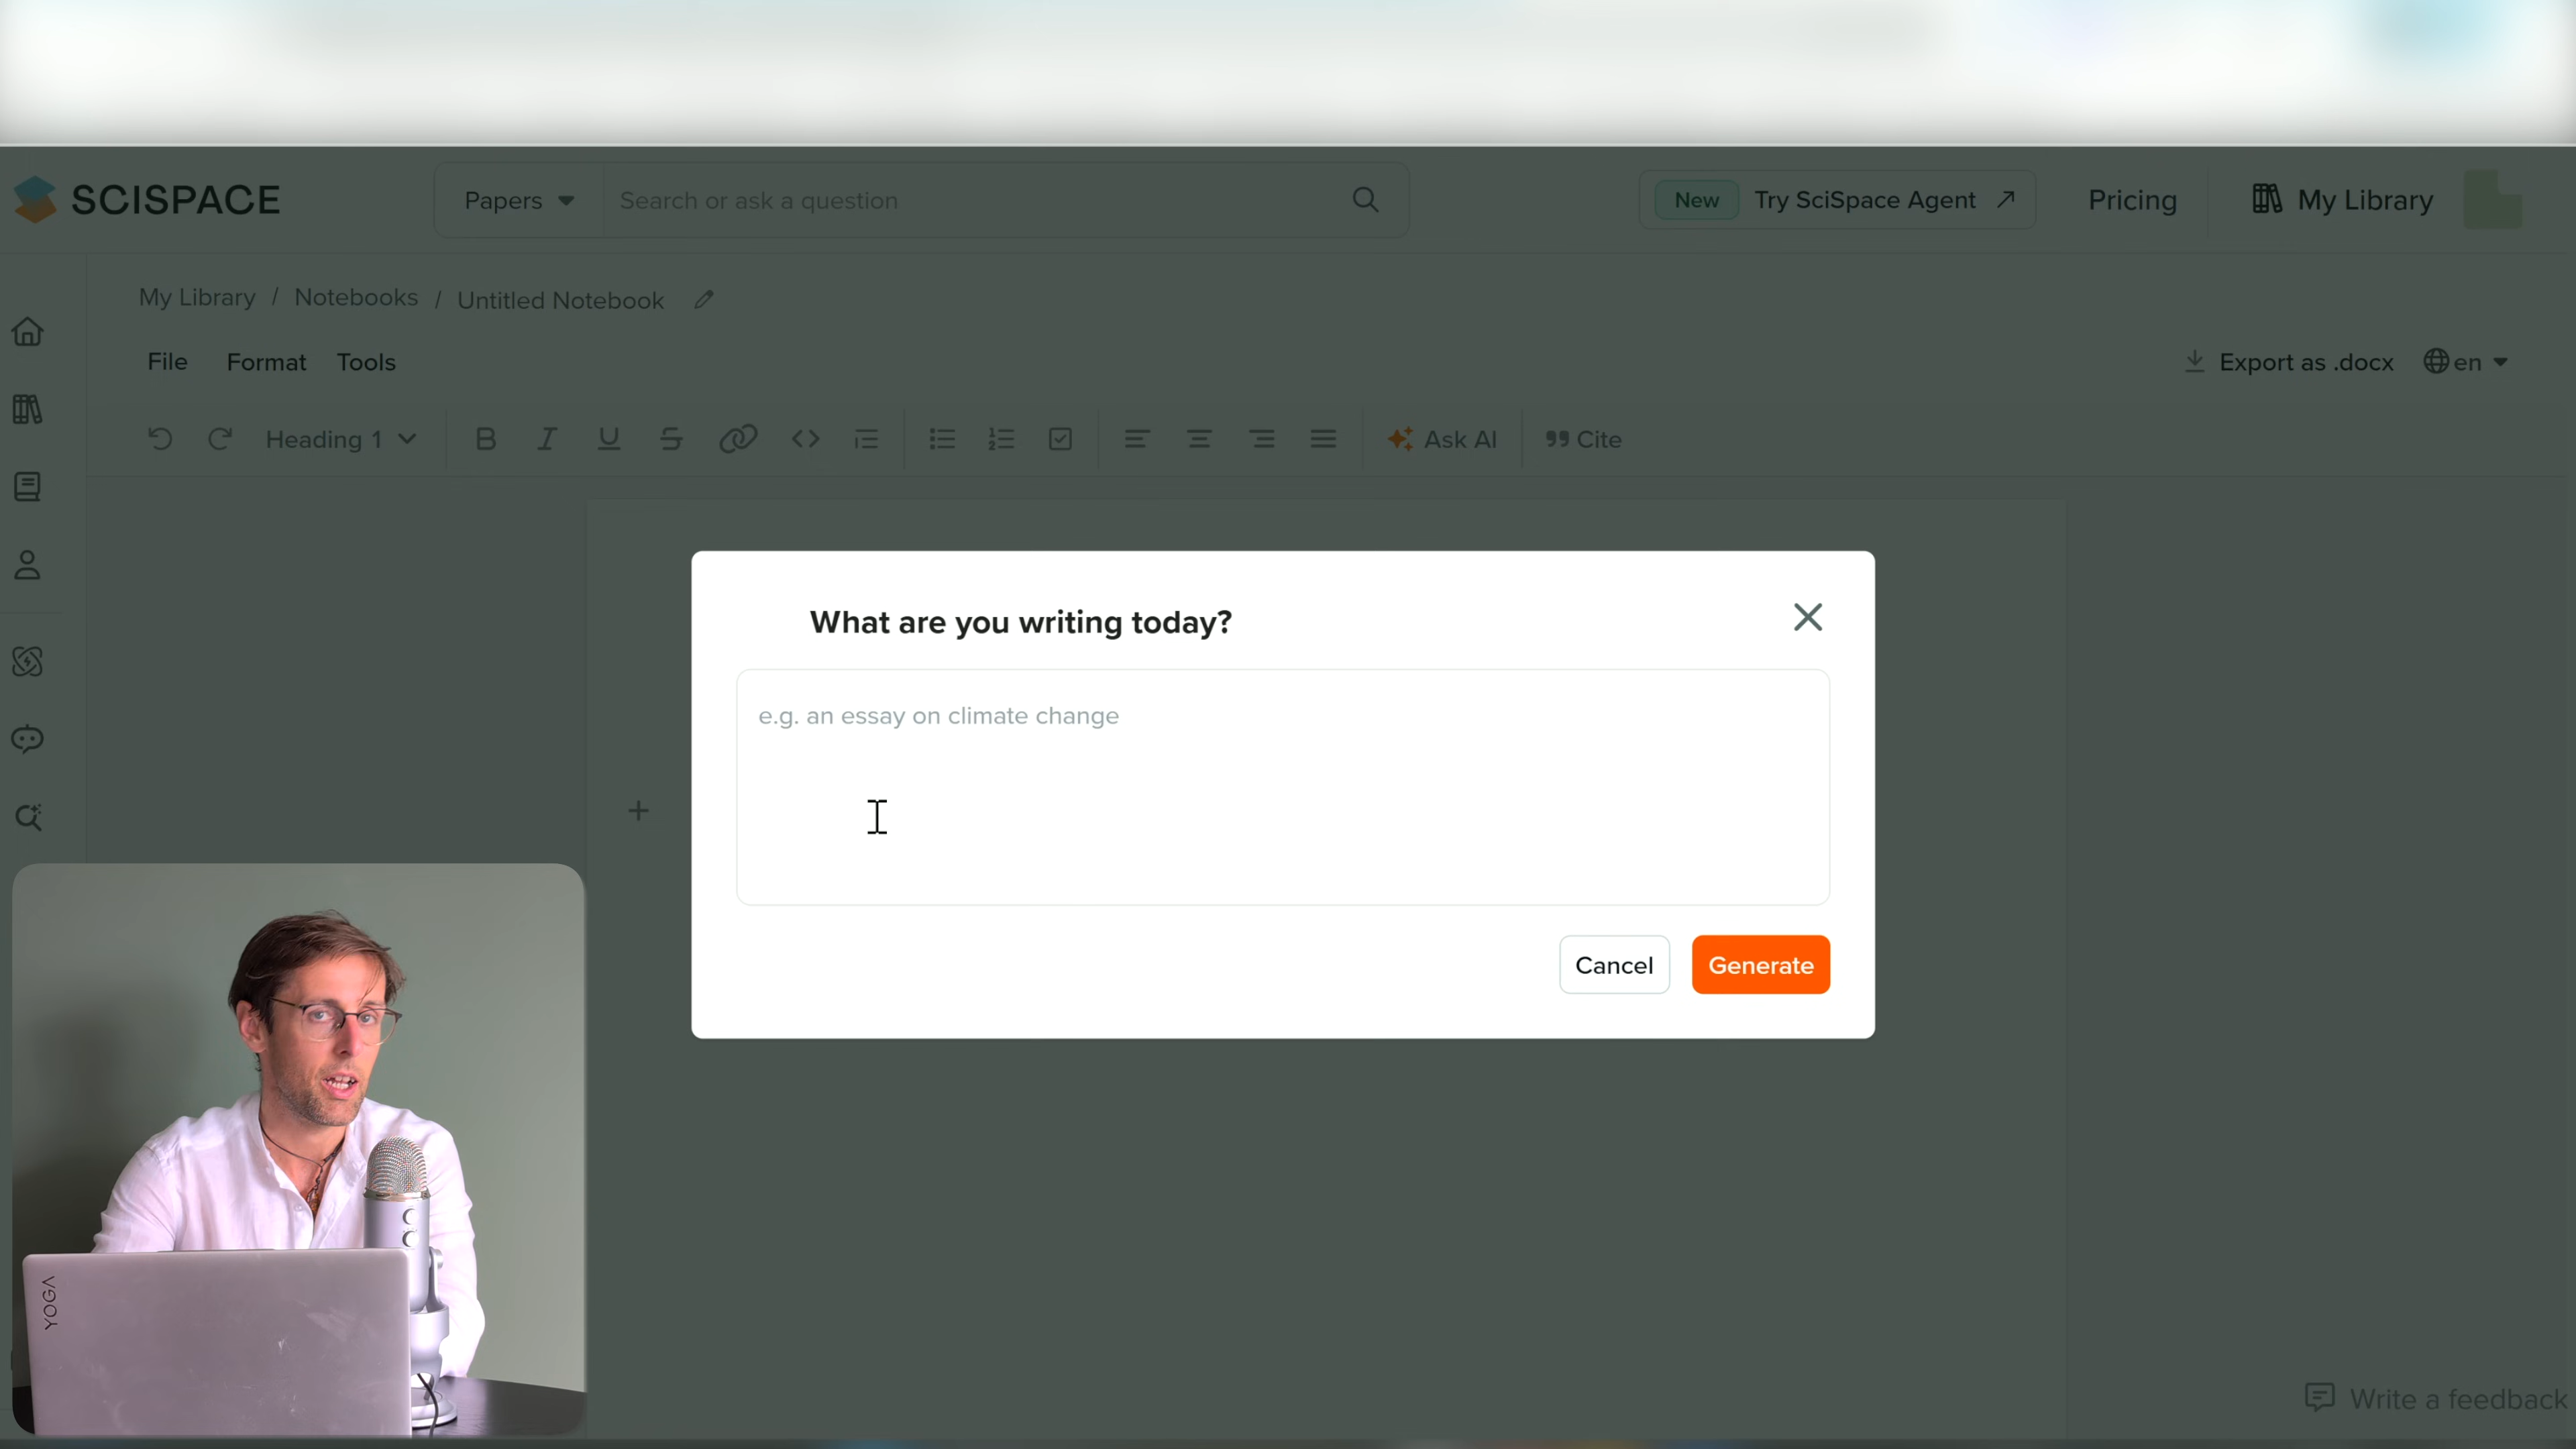 SCISPACE
Papers
Search or ask a question
New
Try SciSpace Agent
Pricing
My Library
My Library / Notebooks / Untitled Notebook
File
Format
Tools
Export as .docx
en
Heading 1
Ask AI
Cite
What are you writing today?
e.g. an essay on climate change
Cancel
Generate
YOGA
Write a feedback